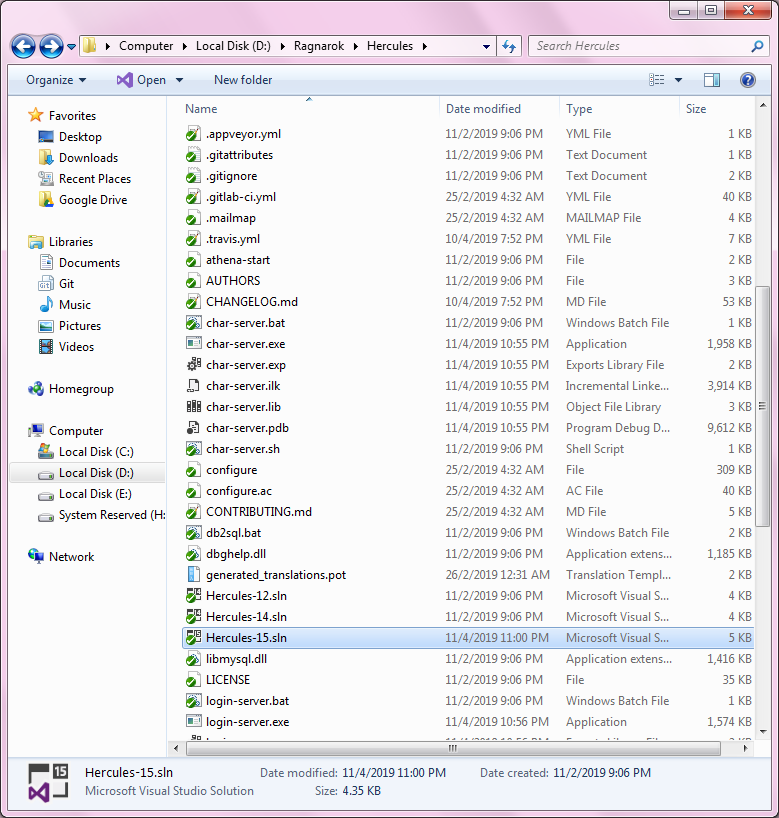 Computer Local Disk (D:) Ragnarok Hercules Search Hercules
Organize Open New folder
Favorites
Desktop
Downloads
Recent Places
Google Drive
Libraries
Documents
Git
Music
Pictures
Videos
Homegroup
Computer
Local Disk (C:)
Local Disk (D:)
Local Disk (E:)
System Reserved (H:
Network
Name Date modified Type Size
.appveyor.yml 11/2/2019 9:06 PM YML File 1 KB
.gitattributes 11/2/2019 9:06 PM Text Document 1 KB
.gitignore 11/2/2019 9:06 PM Text Document 2 KB
.gitlab-ci.yml 25/2/2019 4:32 AM YML File 40 KB
.mailmap 25/2/2019 4:32 AM MAILMAP File 4 KB
.travis.yml 10/4/2019 7:52 PM YML File 7 KB
athena-start 11/2/2019 9:06 PM File 2 KB
AUTHORS 11/2/2019 9:06 PM File 3 KB
CHANGELOG.md 10/4/2019 7:52 PM MD File 53 KB
char-server.bat 11/2/2019 9:06 PM Windows Batch File 1 KB
char-server.exe 11/4/2019 10:55 PM Application 1,958 KB
char-server.exp 11/4/2019 10:55 PM Exports Library File 2 KB
char-server.ilk 11/4/2019 10:55 PM Incremental Linke... 3,914 KB
char-server.lib 11/4/2019 10:55 PM Object File Library 3 KB
char-server.pdb 11/4/2019 10:55 PM Program Debug D... 9,612 KB
char-server.sh 11/2/2019 9:06 PM Shell Script 1 KB
configure 25/2/2019 4:32 AM File 309 KB
configure.ac 25/2/2019 4:32 AM AC File 40 KB
CONTRIBUTING.md 25/2/2019 4:32 AM MD File 5 KB
db2sql.bat 11/2/2019 9:06 PM Windows Batch File 2 KB
dbghelp.dll 11/2/2019 9:06 PM Application extens... 1,185 KB
generated_translations.pot 26/2/2019 12:31 AM Translation Templ... 2 KB
Hercules-12.sln 11/2/2019 9:06 PM Microsoft Visual S... 4 KB
Hercules-14.sln 11/2/2019 9:06 PM Microsoft Visual S... 4 KB
Hercules-15.sln 11/4/2019 11:00 PM Microsoft Visual S... 5 KB
libmysql.dll 11/2/2019 9:06 PM Application extens... 1,416 KB
LICENSE 11/2/2019 9:06 PM File 35 KB
login-server.bat 11/2/2019 9:06 PM Windows Batch File 1 KB
login-server.exe 11/4/2019 10:56 PM Application 1,574 KB
15
Hercules-15.sln Date modified: 11/4/2019 11:00 PM Date created: 11/2/2019 9:06 PM
Microsoft Visual Studio Solution Size: 4.35 KB